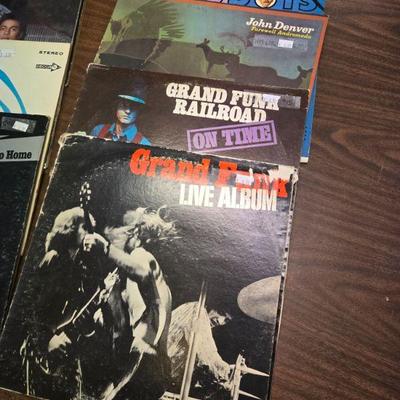 John Denver
Farewell Andromeda
STEREO
GRAND FUNK
RAILROAD
ON TIME
o Home
Grand Funk
LIVE ALBUM